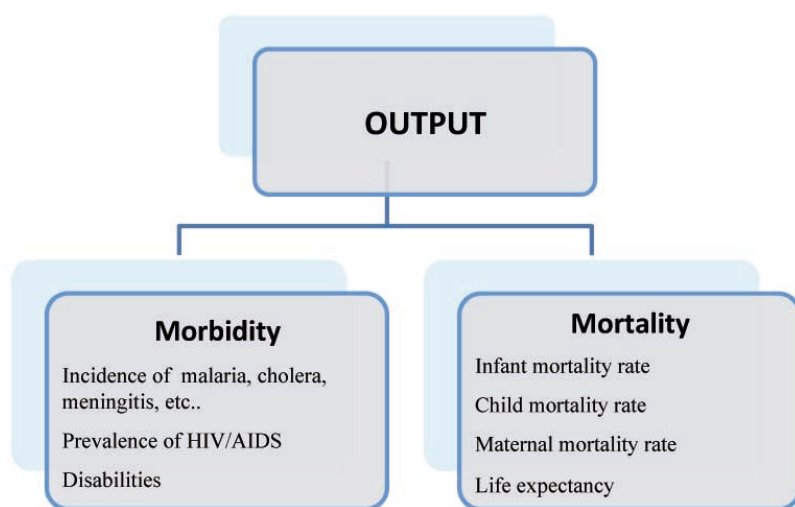 OUTPUT
Morbidity
Incidence of malaria, cholera,
meningitis, etc..
Prevalence of HIV/AIDS
Disabilities
Mortality
Infant mortality rate
Child mortality rate
Maternal mortality rate
Life expectancy